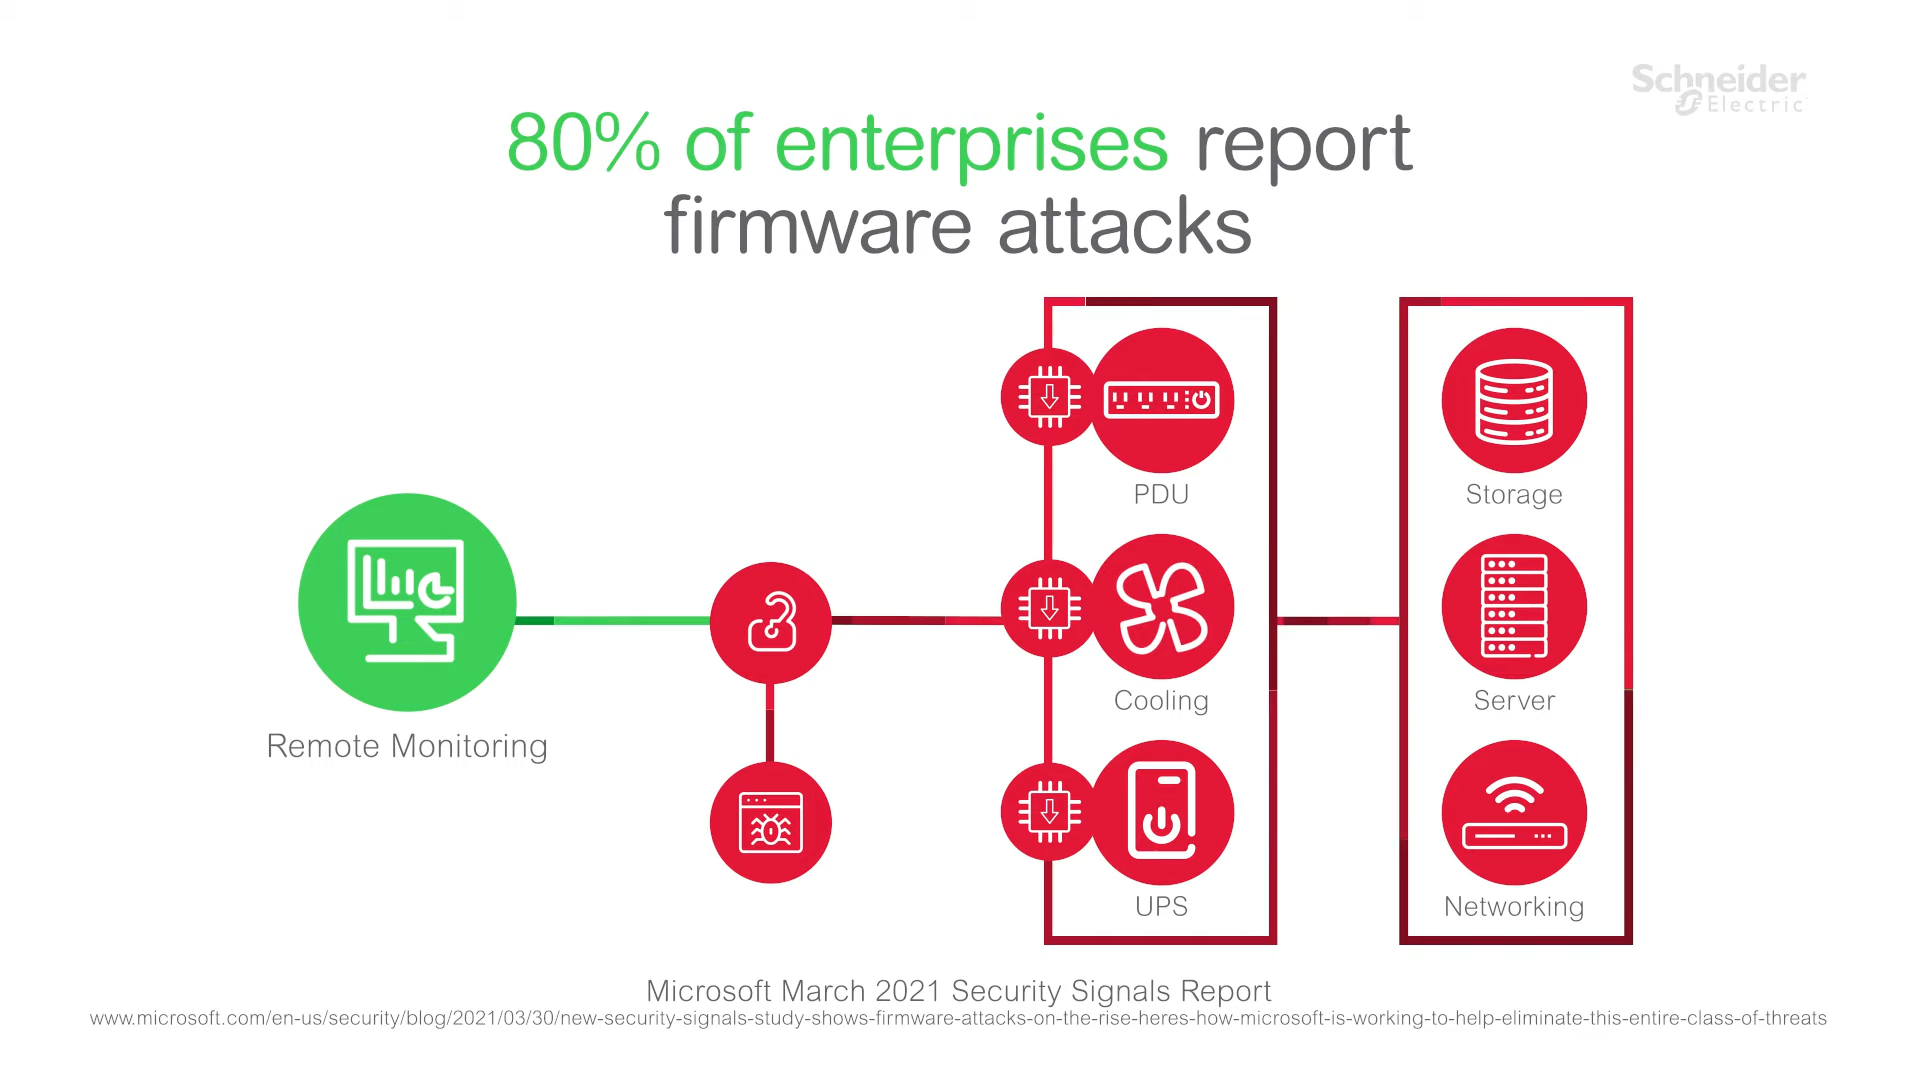 Schneider
Electric
80% of enterprises report
firmware attacks
PDU
Storage
Cooling
Server
Remote Monitoring
UPS
Networking
Microsoft March 2021 Security Signals Report
www.microsoft.com/en-us/security/blog/2021/03/30/new-security-signals-study-shows-firmware-attacks-on-the-rise-heres-how-microsoft-is-working-to-help-eliminate-this-entire-class-of-threats